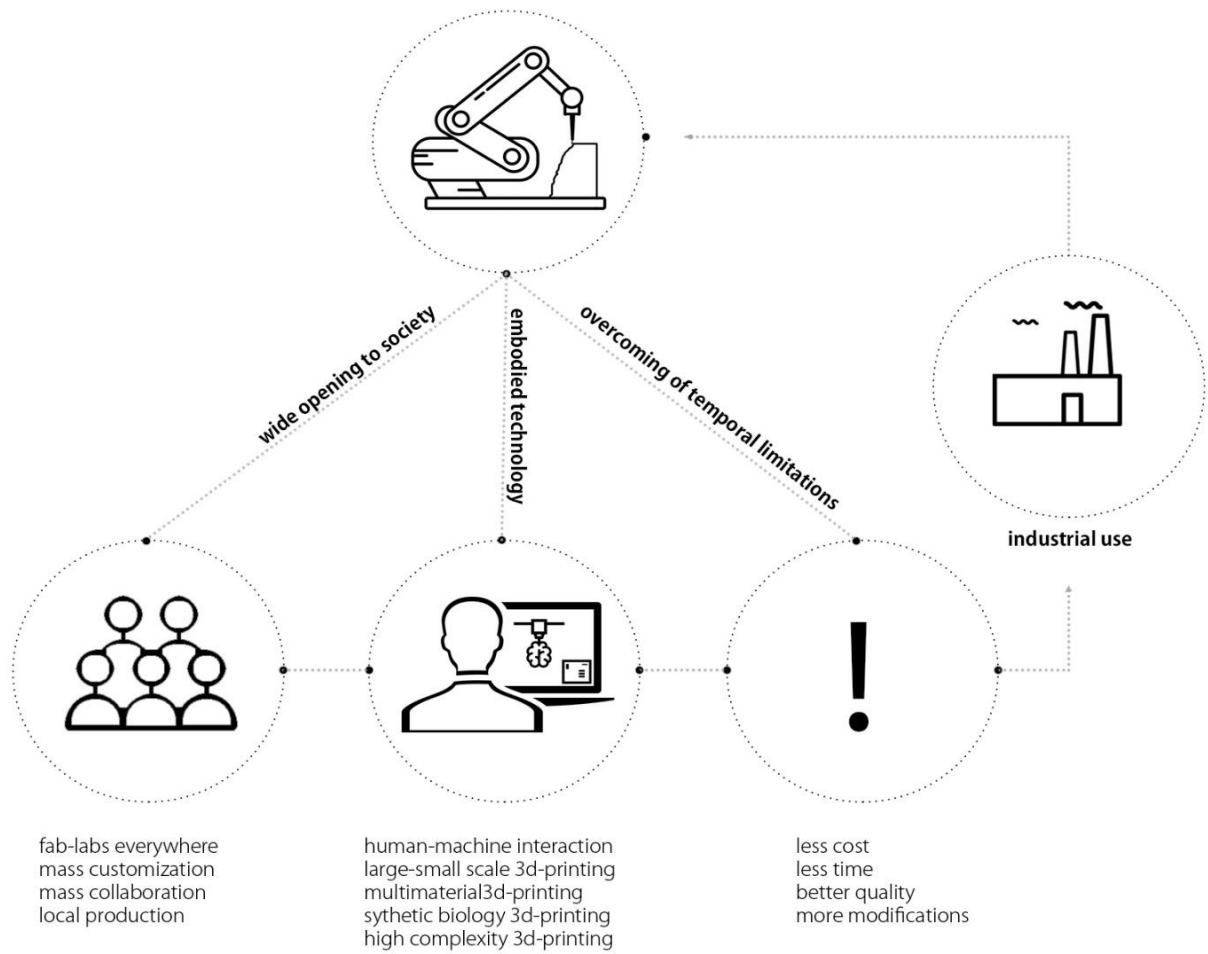 wide opening to society
embodied technology
overcoming of temporal limitations
industrial use
fab-labs everywhere
mass customization
mass collaboration
local production
human-machine interaction
large-small scale 3d-printing
multimaterial3d-printing
sythetic biology 3d-printing
high complexity 3d-printing
!
less cost
less time
better quality
more modifications